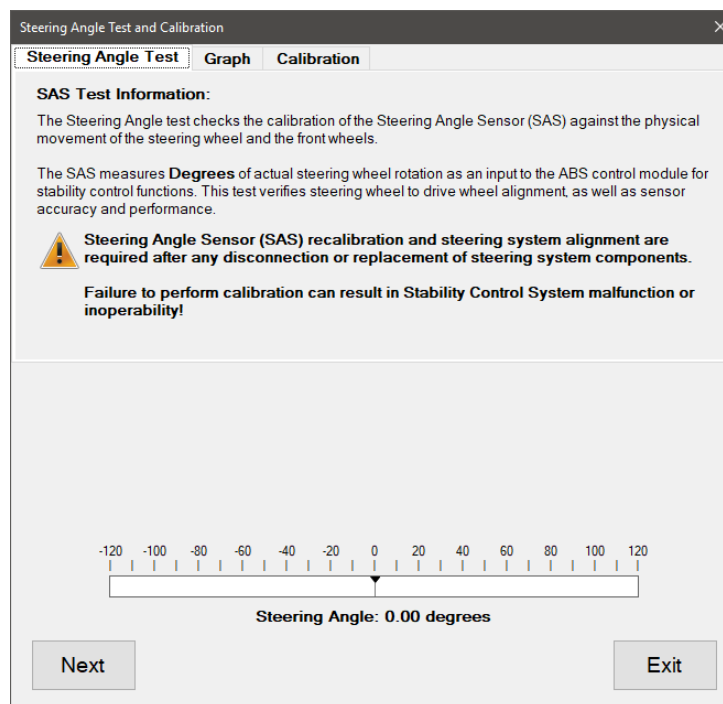 Steering Angle Test and Calibration
Steering Angle Test Graph Calibration
SAS Test Information:
The Steering Angle test checks the calibration of the Steering Angle Sensor (SAS) against the physical
movement of the steering wheel and the front wheels.
The SAS measures Degrees of actual steering wheel rotation as an input to the ABS control module for
stability control functions. This test verifies steering wheel to drive wheel alignment, as well as sensor
accuracy and performance.
Steering Angle Sensor (SAS) recalibration and steering system alignment are
required after any disconnection or replacement of steering system components.
Failure to perform calibration can result in Stability Control System malfunction or
inoperability!
-120 -100 -80 -60 -40 -20 0 20 40 60 80 100 120
Steering Angle: 0.00 degrees
Next Exit